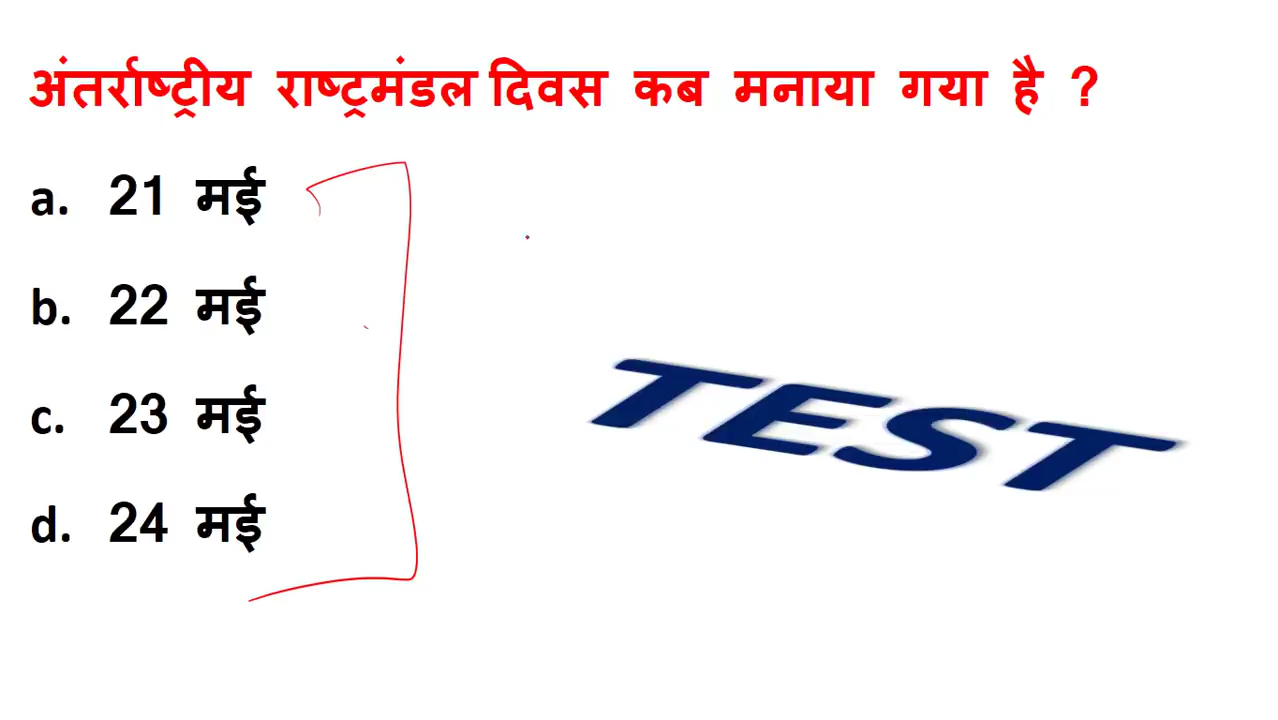 अंतर्राष्ट्रीय राष्ट्रमंडल दिवस कब मनाया गया है ?
a. 21 मई
b. 22 मई
c. 23 मई
d. 24 मई
TEST